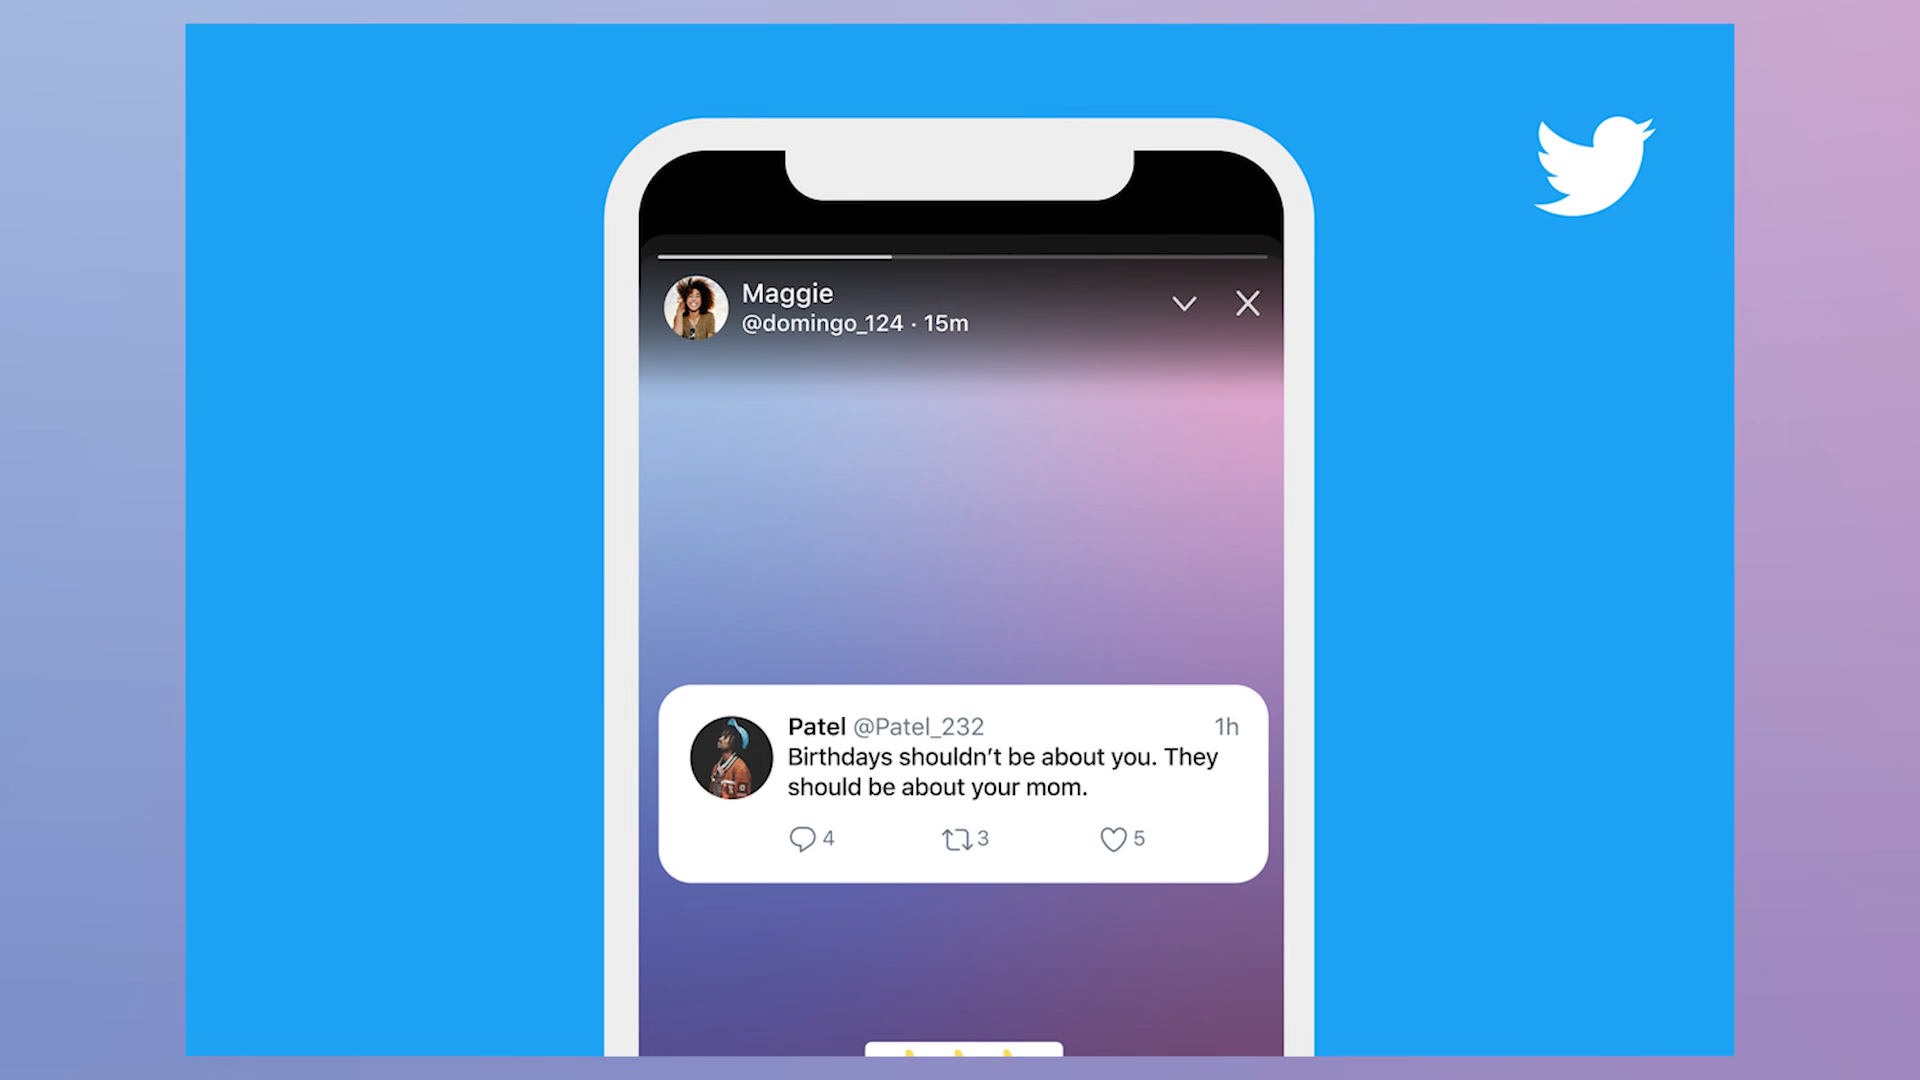 Maggie
@domingo_124 · 15m
Patel @Patel_232 1h
Birthdays shouldn’t be about you. They
should be about your mom.
4 3 5